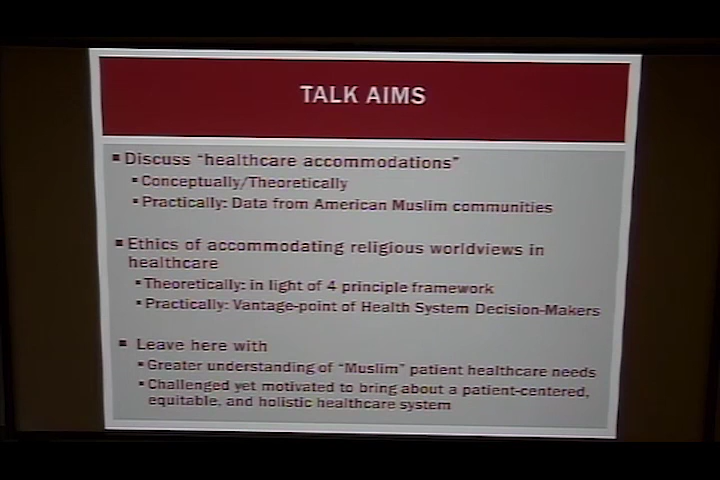 TALK AIMS
▪ Discuss "healthcare accommodations"
▪ Conceptually/Theoretically
▪ Practically: Data from American Muslim communities
▪ Ethics of accommodating religious worldviews in
healthcare
▪ Theoretically: in light of 4 principle framework
▪ Practically: Vantage-point of Health System Decision-Makers
▪ Leave here with
▪ Greater understanding of "Muslim" patient healthcare needs
▪ Challenged yet motivated to bring about a patient-centered,
equitable, and holistic healthcare system